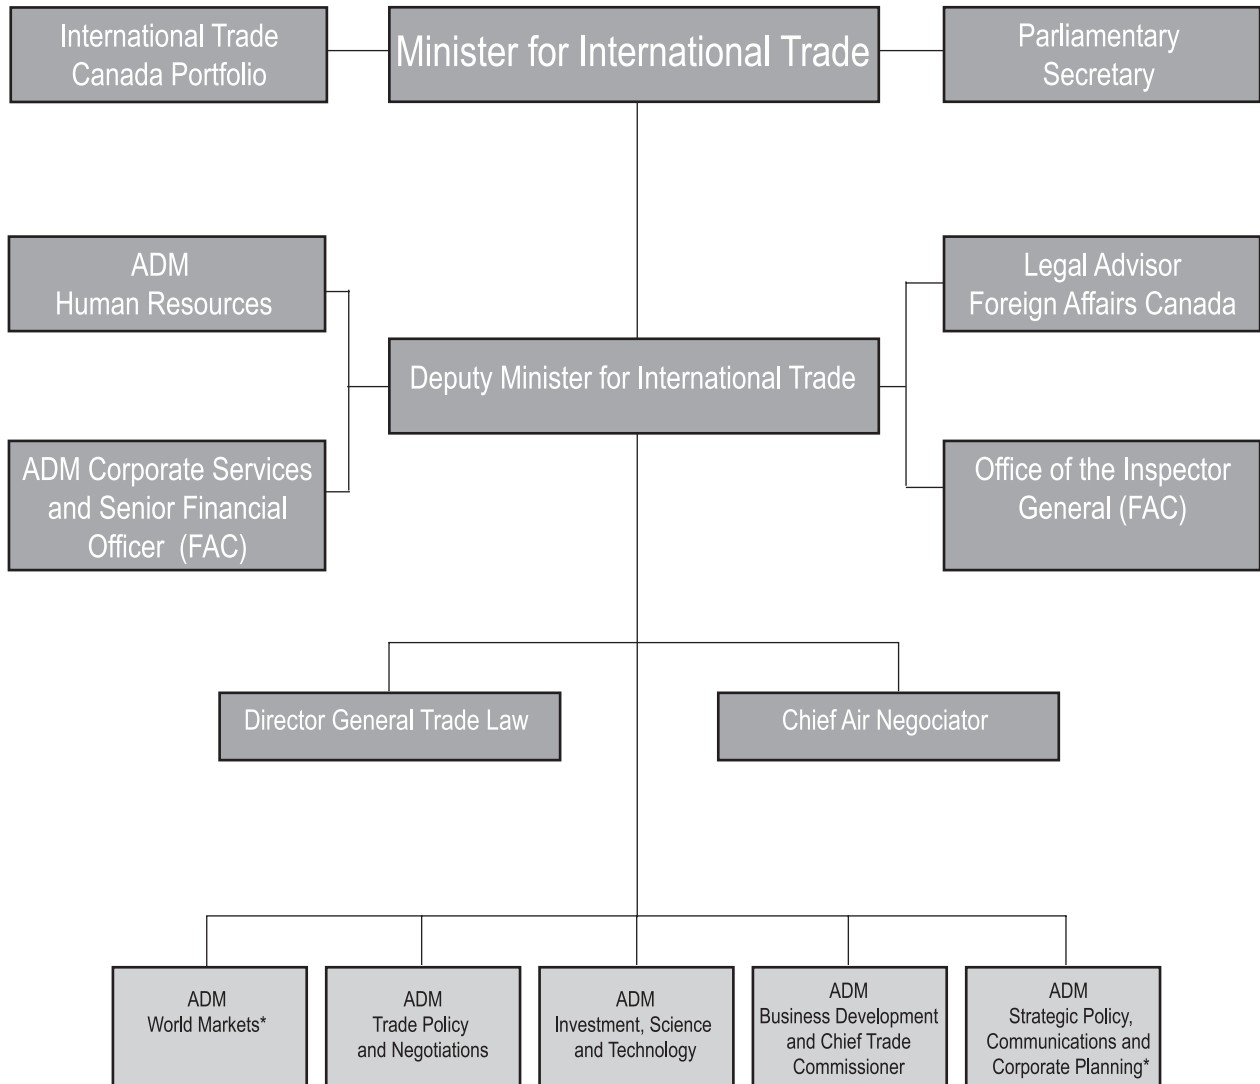 International Trade
Canada Portfolio
Minister for International Trade
Parliamentary
Secretary
ADM
Human Resources
Legal Advisor
Foreign Affairs Canada
Deputy Minister for International Trade
ADM Corporate Services
and Senior Financial
Officer (FAC)
Office of the Inspector
General (FAC)
Director General Trade Law
Chief Air Negociator
ADM
World Markets*
ADM
Trade Policy
and Negotiations
ADM
Investment, Science
and Technology
ADM
Business Development
and Chief Trade
Commissioner
ADM
Strategic Policy,
Communications and
Corporate Planning*